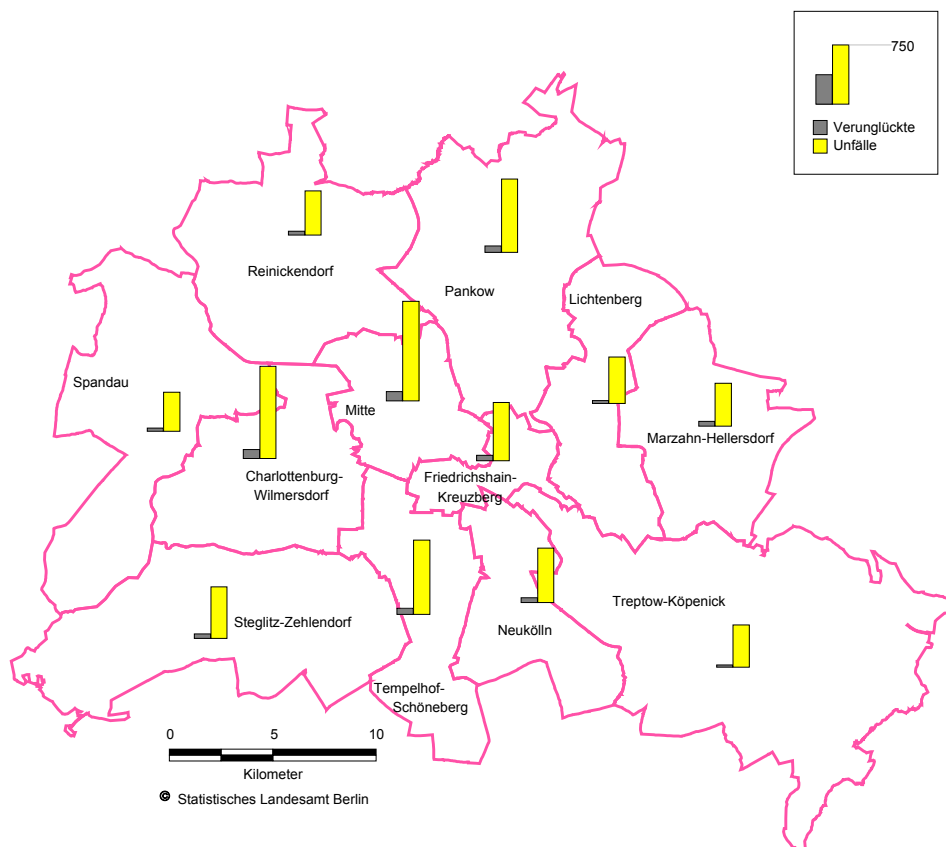 750
Verunglückte
Unfälle
Reinickendorf
Pankow
Lichtenberg
Spandau
Mitte
Marzahn-Hellersdorf
Charlottenburg-
Wilmersdorf
Friedrichshain-
Kreuzberg
Treptow-Köpenick
Steglitz-Zehlendorf
Neukölln
Tempelhof-
Schöneberg
0 5 10
Kilometer
© Statistisches Landesamt Berlin